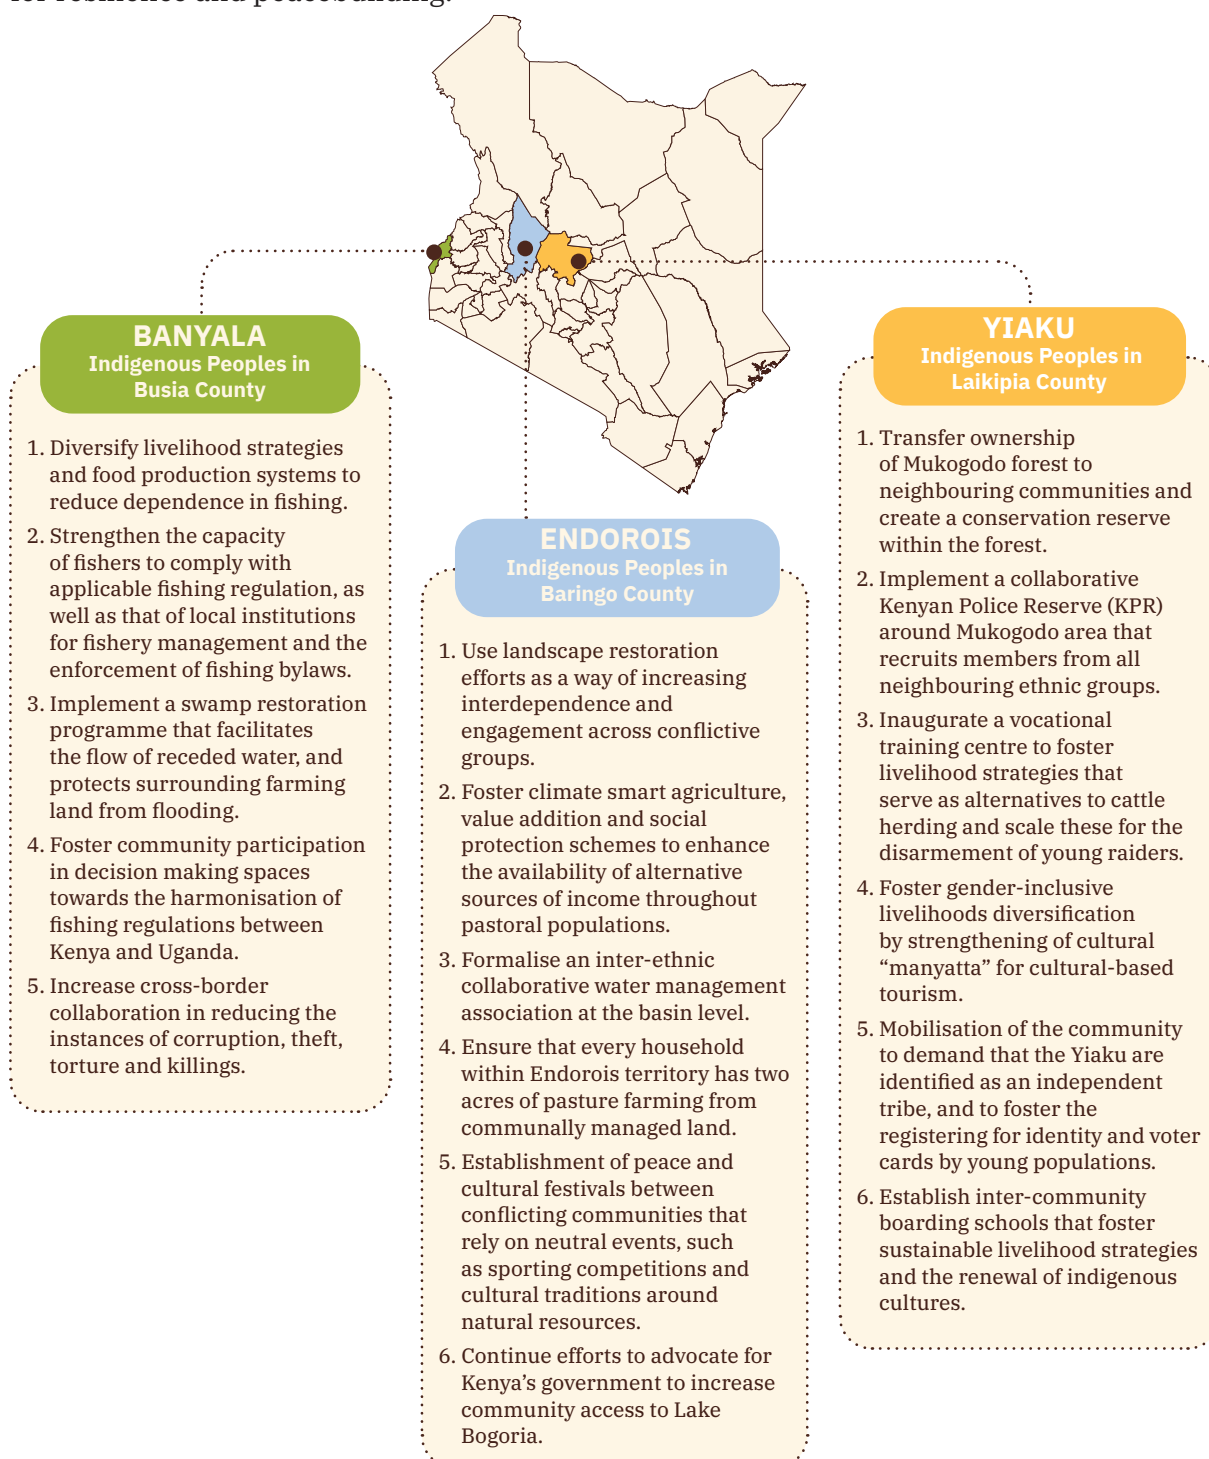 for resilience and peacebuilding.
BANYALA
Indigenous Peoples in
Busia County
1. Diversify livelihood strategies
and food production systems to
reduce dependence in fishing.
2. Strengthen the capacity
of fishers to comply with
applicable fishing regulation, as
well as that of local institutions
for fishery management and the
enforcement of fishing bylaws.
3. Implement a swamp restoration
programme that facilitates
the flow of receded water, and
protects surrounding farming
land from flooding.
4. Foster community participation
in decision making spaces
towards the harmonisation of
fishing regulations between
Kenya and Uganda.
5. Increase cross-border
collaboration in reducing the
instances of corruption, theft,
torture and killings.
ENDOROIS
Indigenous Peoples in
Baringo County
1. Use landscape restoration
efforts as a way of increasing
interdependence and
engagement across conflictive
groups.
2. Foster climate smart agriculture,
value addition and social
protection schemes to enhance
the availability of alternative
sources of income throughout
pastoral populations.
3. Formalise an inter-ethnic
collaborative water management
association at the basin level.
4. Ensure that every household
within Endorois territory has two
acres of pasture farming from
communally managed land.
5. Establishment of peace and
cultural festivals between
conflicting communities that
rely on neutral events, such
as sporting competitions and
cultural traditions around
natural resources.
6. Continue efforts to advocate for
Kenya's government to increase
community access to Lake
Bogoria.
YIAKU
Indigenous Peoples in
Laikipia County
1. Transfer ownership
of Mukogodo forest to
neighbouring communities and
create a conservation reserve
within the forest.
2. Implement a collaborative
Kenyan Police Reserve (KPR)
around Mukogodo area that
recruits members from all
neighbouring ethnic groups.
3. Inaugurate a vocational
training centre to foster
livelihood strategies that
serve as alternatives to cattle
herding and scale these for the
disarmement of young raiders.
4. Foster gender-inclusive
livelihoods diversification
by strengthening of cultural
“manyatta” for cultural-based
tourism.
5. Mobilisation of the community
to demand that the Yiaku are
identified as an independent
tribe, and to foster the
registering for identity and voter
cards by young populations.
6. Establish inter-community
boarding schools that foster
sustainable livelihood strategies
and the renewal of indigenous
cultures.